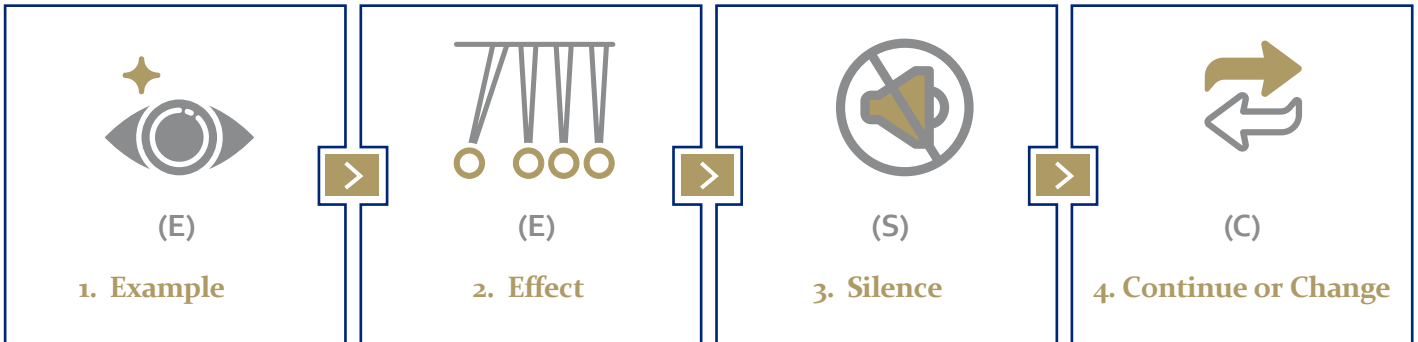 (E)
1. Example
(E)
2. Effect
(S)
3. Silence
(C)
4. Continue or Change